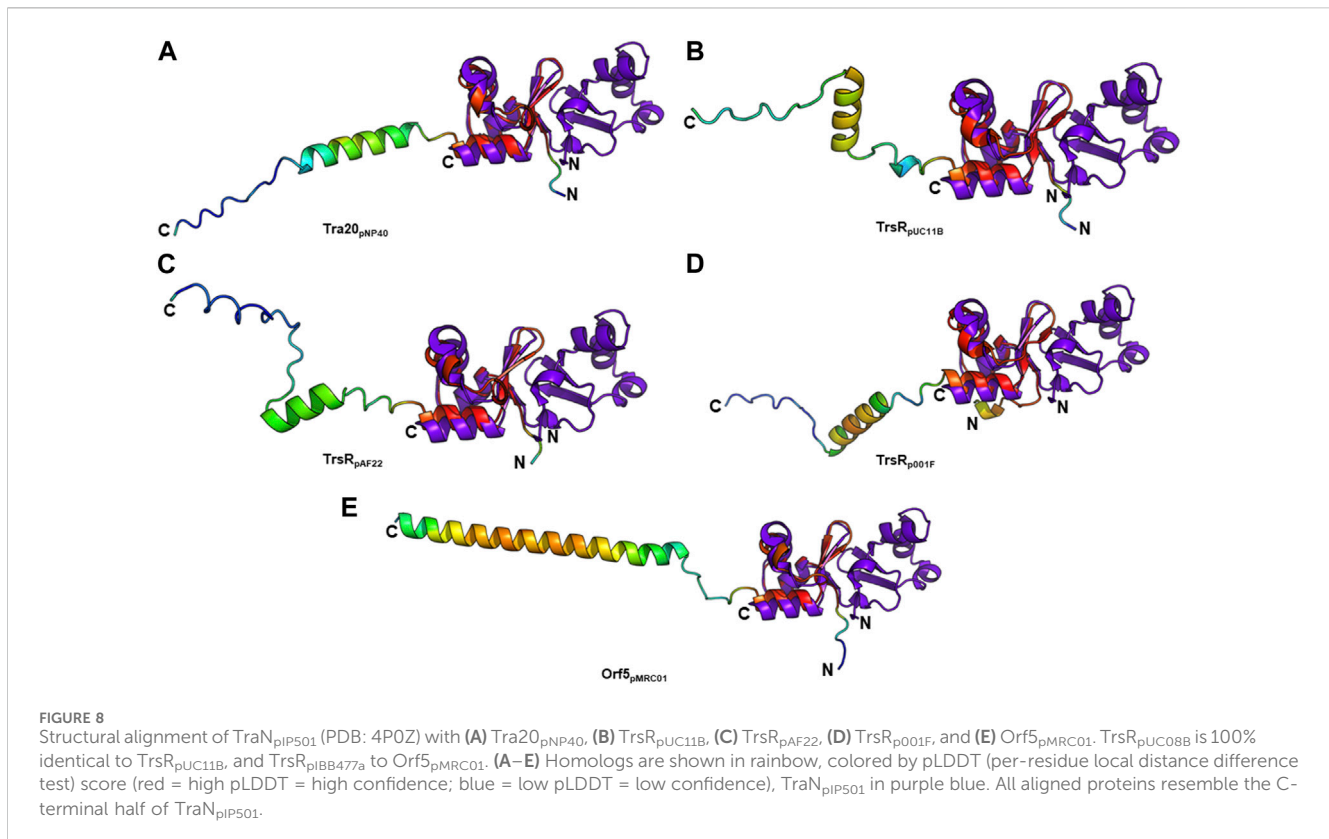 A
B
C
C
N
N
Tra20pNP40
C
C
N
N
TrsRpUC11B
C
D
C
C
N
N
TrsRpAF22
C
C
N
N
TrsRp001F
E
C
C
N
N
Orf5pMRC01
FIGURE 8
Structural alignment of TraNpIP501 (PDB: 4P0Z) with (A) Tra20pNP40, (B) TrsRpUC11B, (C) TrsRpAF22, (D) TrsRp001F, and (E) Orf5pMRC01. TrsRpUC08B is 100%
identical to TrsRpUC11B, and TrsRpIBB477a to Orf5pMRC01. (A–E) Homologs are shown in rainbow, colored by pLDDT (per-residue local distance difference
test) score (red = high pLDDT = high confidence; blue = low pLDDT = low confidence), TraNpIP501 in purple blue. All aligned proteins resemble the C-
terminal half of TraNpIP501.